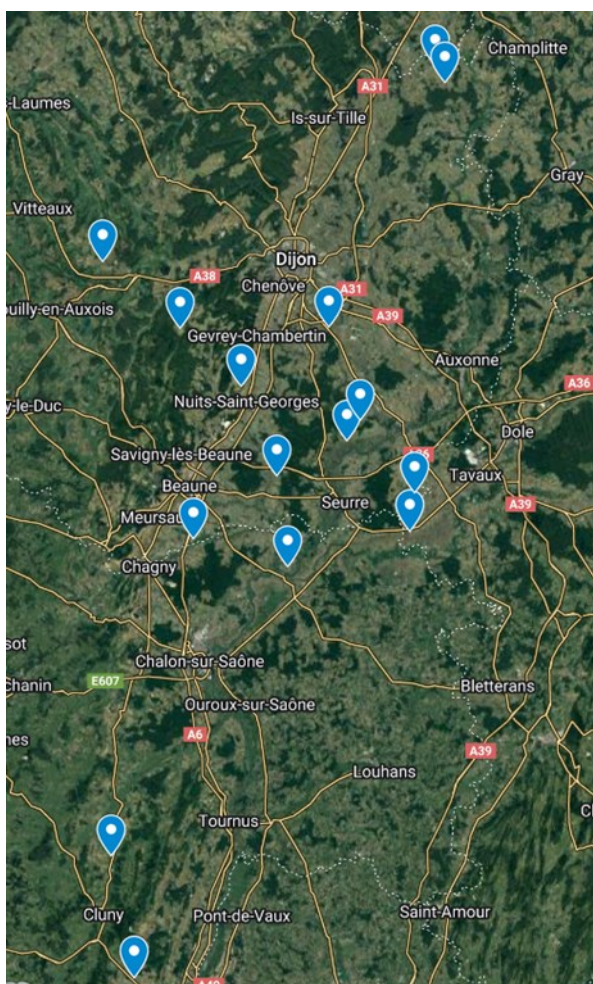 Champlitte
A31
-Laumes
Is-sur-Tille
Gray
Vitteaux
Dijon
A38
Chenôve
A31
ouilly-en-Auxois
A39
Gevrey-Chambertin
Auxonne
A36
Nuits-Saint-Georges
y-le-Duc
Dole
Savigny-lès-Beaune
Tavaux
Beaune
Seurre
A39
Meursau
Chagny
sot
Chalon-sur-Saône
E607
Chanin
Bletterans
Ouroux-sur-Saône
A6
nes
A39
Louhans
Tournus
Cluny
Pont-de-Vaux
Saint-Amour